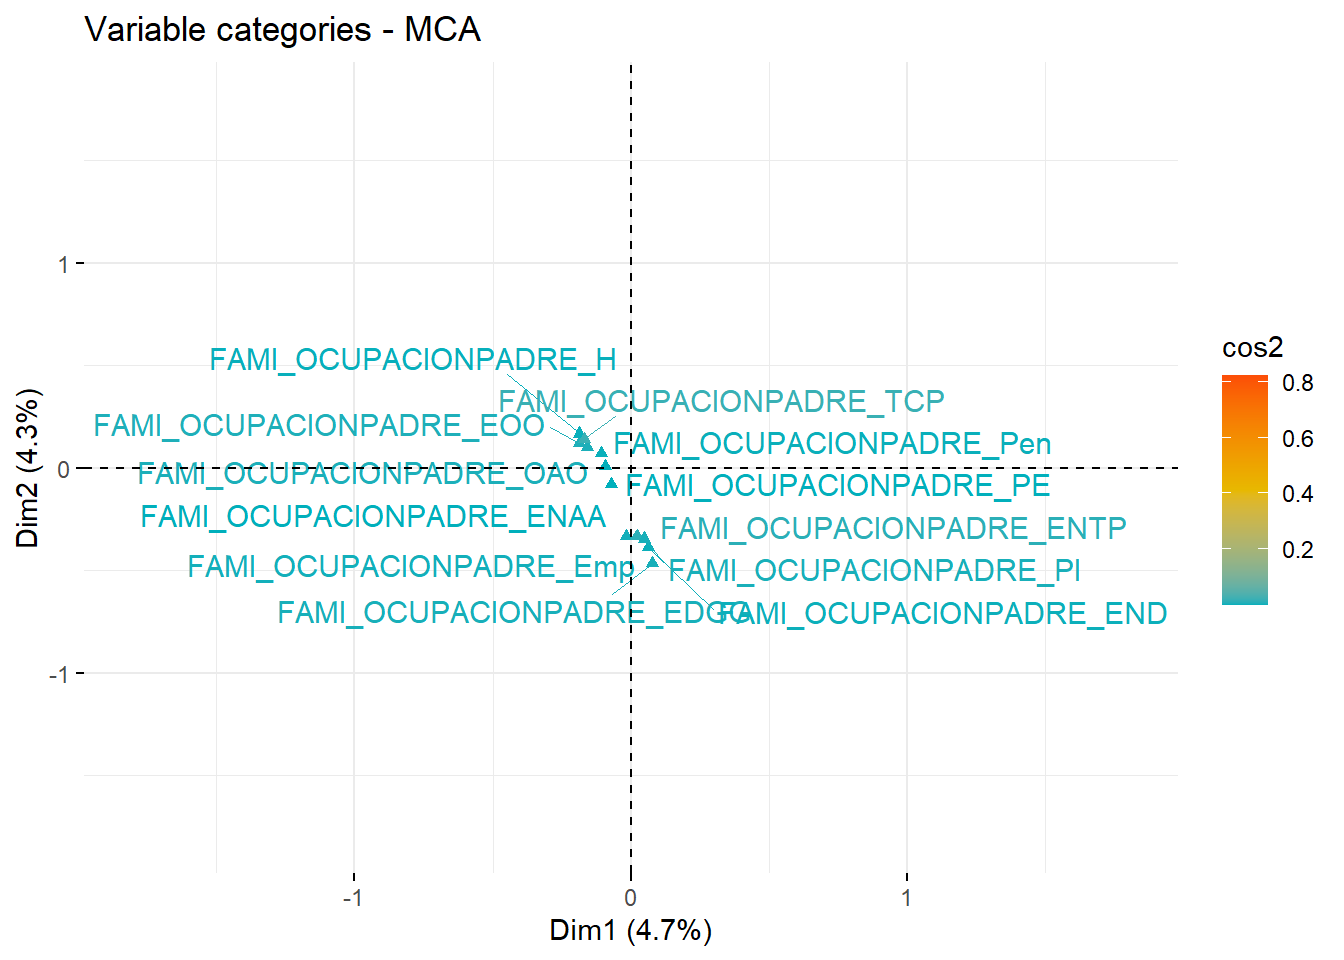 Variable categories - MCA
Dim2 (4.3%)
1
0
-1
FAMI_OCUPACIONPADRE_H
FAMI_OCUPACIONPADRE_TCP
FAMI_OCUPACIONPADRE_EOO
FAMI_OCUPACIONPADRE_Pen
FAMI_OCUPACIONPADRE_OAO
FAMI_OCUPACIONPADRE_PE
FAMI_OCUPACIONPADRE_ENAA
FAMI_OCUPACIONPADRE_ENTP
FAMI_OCUPACIONPADRE_Emp
FAMI_OCUPACIONPADRE_PI
FAMI_OCUPACIONPADRE_EDGO
FAMI_OCUPACIONPADRE_END
-1
0
1
Dim1 (4.7%)
cos2
0.8
0.6
0.4
0.2